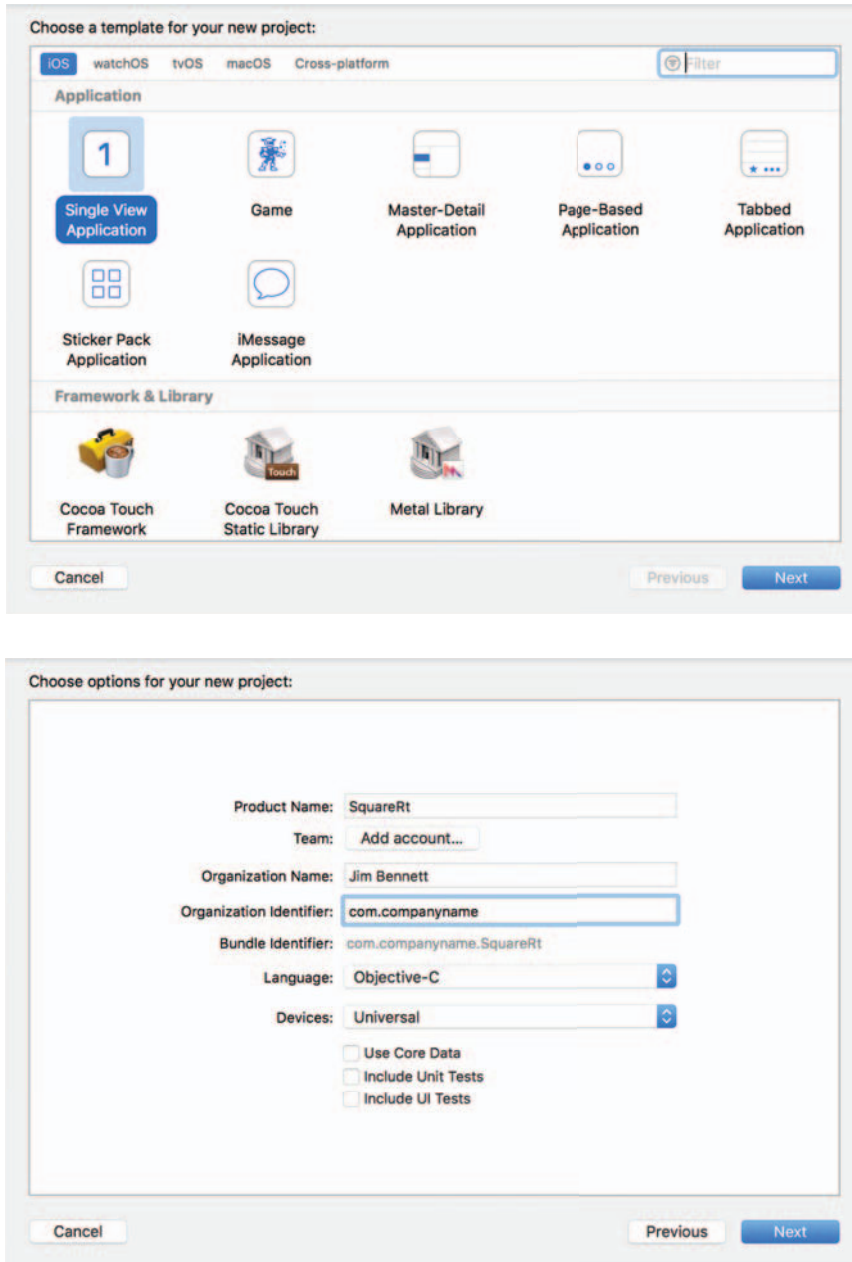 Choose a template for your new project:
iOS watchOS tvOS macOS Cross-platform Filter
Application
1
Single View Application
Game
Master-Detail Application
Page-Based Application
Tabbed Application
Sticker Pack Application
iMessage Application
Framework & Library
Touch
Cocoa Touch Framework
Cocoa Touch Static Library
Metal Library
Cancel Previous Next
Choose options for your new project:
Product Name: SquareRt
Team: Add account...
Organization Name: Jim Bennett
Organization Identifier: com.companyname
Bundle Identifier: com.companyname.SquareRt
Language: Objective-C
Devices: Universal
Use Core Data
Include Unit Tests
Include UI Tests
Cancel Previous Next